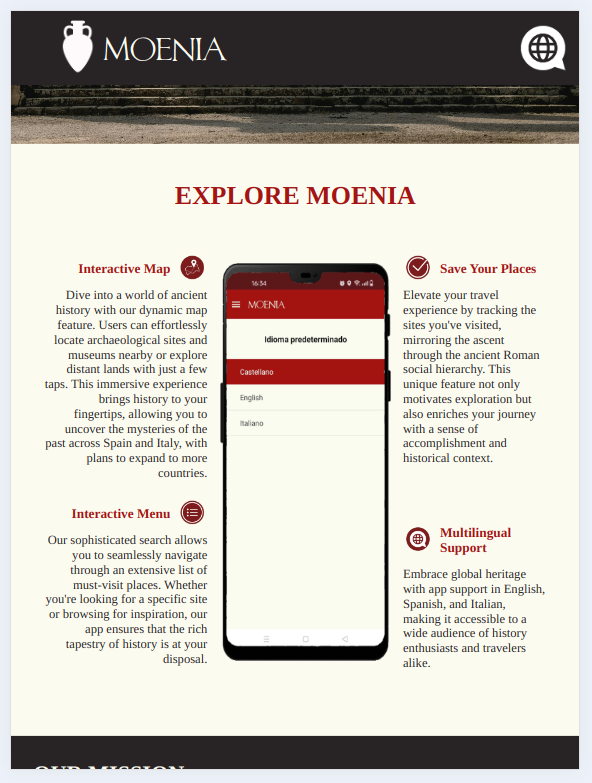 MOENIA
EXPLORE MOENIA
Interactive Map
Dive into a world of ancient
history with our dynamic map
feature. Users can effortlessly
locate archaeological sites and
museums nearby or explore
distant lands with just a few
taps. This immersive experience
brings history to your
fingertips, allowing you to
uncover the mysteries of the
past across Spain and Italy, with
plans to expand to more
countries.
Interactive Menu
Our sophisticated search allows
you to seamlessly navigate
through an extensive list of
must-visit places. Whether
you're looking for a specific site
or browsing for inspiration, our
app ensures that the rich
tapestry of history is at your
disposal.
16:34
MOENIA
Idioma predeterminado
Castellano
English
Italiano
Save Your Places
Elevate your travel
experience by tracking the
sites you've visited,
mirroring the ascent
through the ancient Roman
social hierarchy. This
unique feature not only
motivates exploration but
also enriches your journey
with a sense of
accomplishment and
historical context.
Multilingual
Support
Embrace global heritage
with app support in English,
Spanish, and Italian,
making it accessible to a
wide audience of history
enthusiasts and travelers
alike.
OUR MISSION